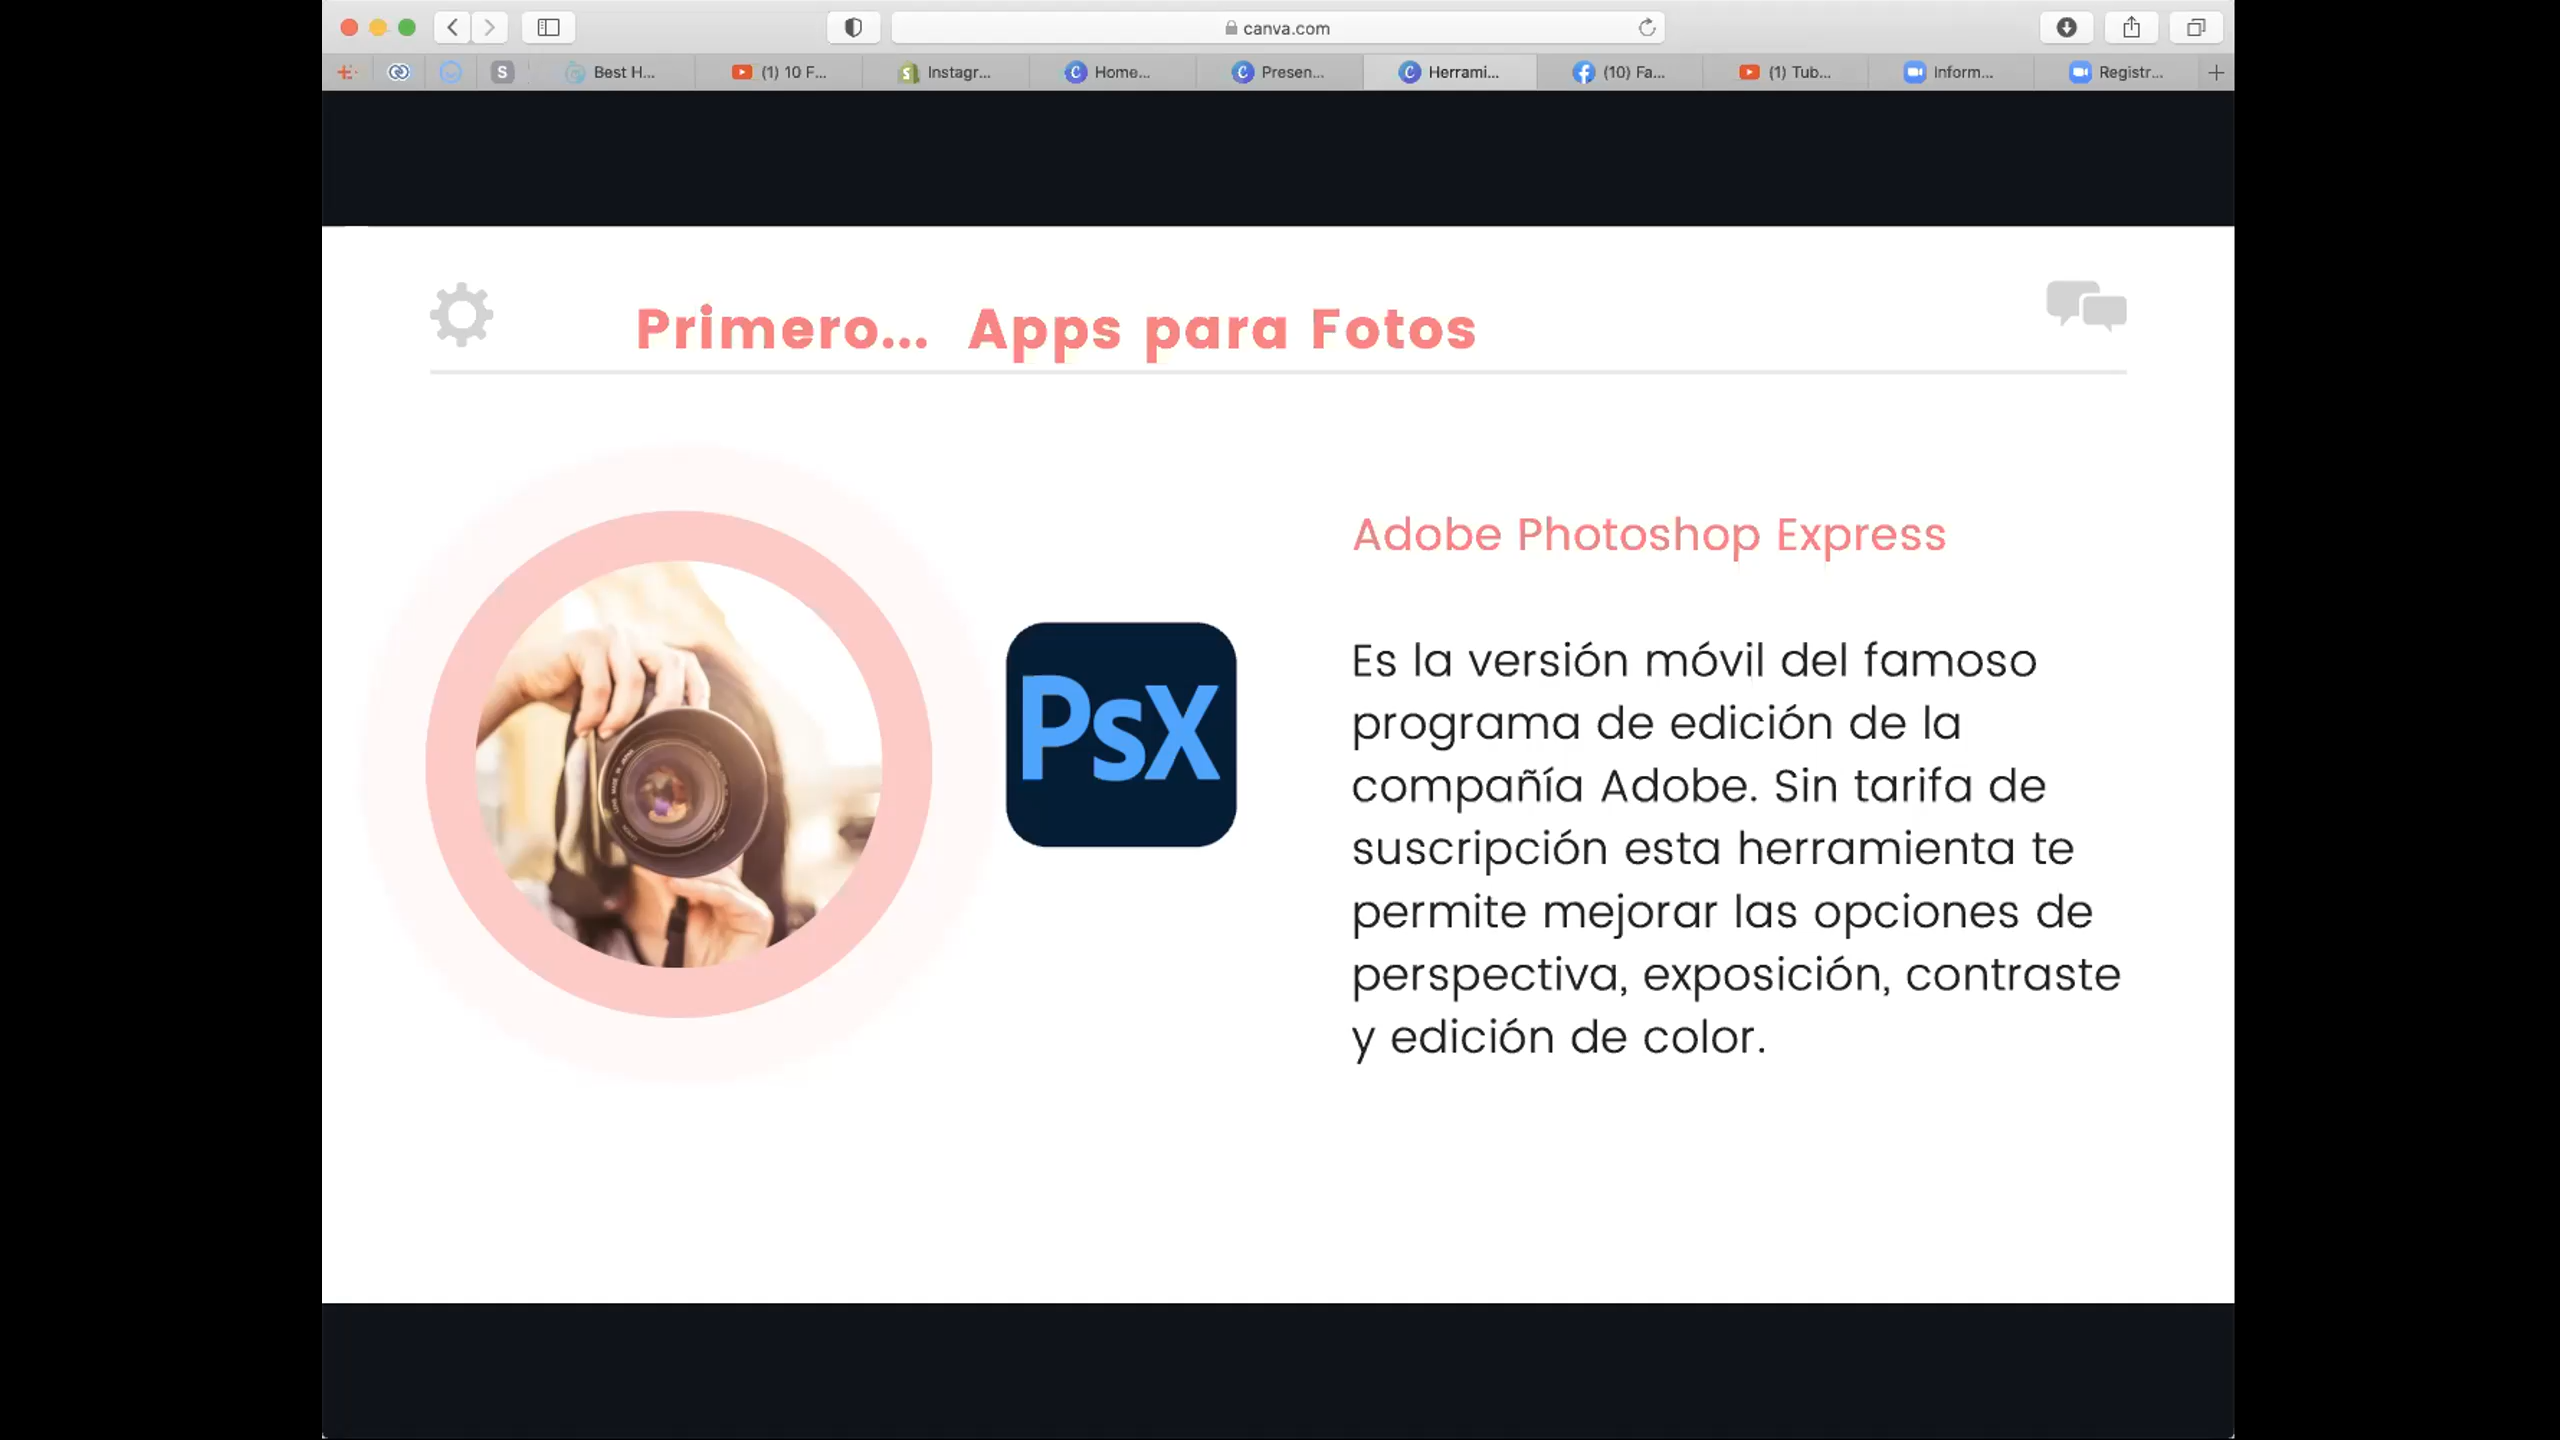 canva.com
S
Best H...
(1) 10 F...
Instagr...
Home...
Presen...
Herrami...
(10) Fa...
(1) Tub...
Inform...
Registr...
Primero... Apps para Fotos
Adobe Photoshop Express
PsX
Es la versión móvil del famoso
programa de edición de la
compañía Adobe. Sin tarifa de
suscripción esta herramienta te
permite mejorar las opciones de
perspectiva, exposición, contraste
y edición de color.